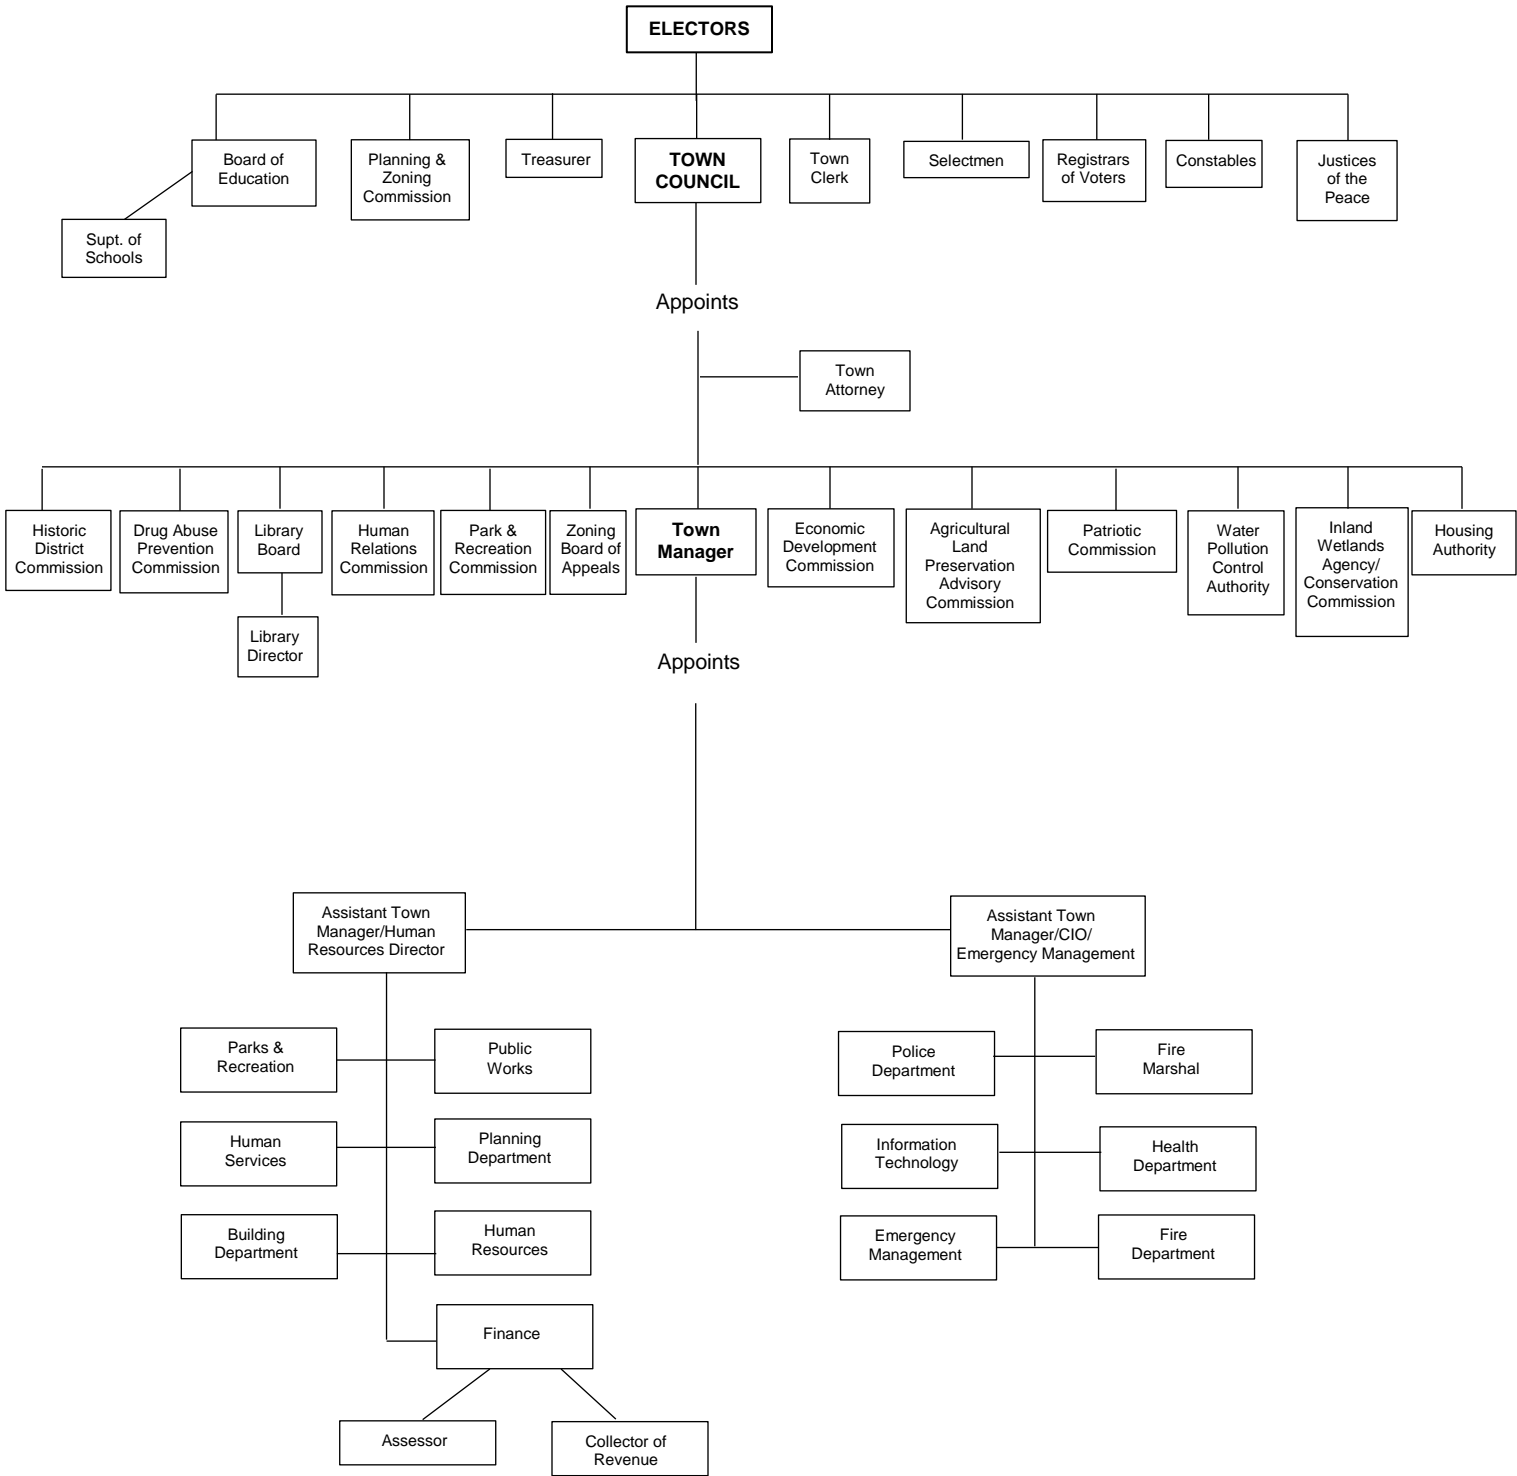 ELECTORS
Board of
Education
Planning &
Zoning
Commission
Treasurer
TOWN
COUNCIL
Town
Clerk
Selectmen
Registrars
of Voters
Constables
Justices
of the
Peace
Supt. of
Schools
Appoints
Town
Attorney
Historic
District
Commission
Drug Abuse
Prevention
Commission
Library
Board
Human
Relations
Commission
Park &
Recreation
Commission
Zoning
Board of
Appeals
Town
Manager
Economic
Development
Commission
Agricultural
Land
Preservation
Advisory
Commission
Patriotic
Commission
Water
Pollution
Control
Authority
Inland
Wetlands
Agency/
Conservation
Commission
Housing
Authority
Library
Director
Appoints
Assistant Town
Manager/Human
Resources Director
Assistant Town
Manager/CIO/
Emergency Management
Parks &
Recreation
Public
Works
Police
Department
Fire
Marshal
Human
Services
Planning
Department
Information
Technology
Health
Department
Building
Department
Human
Resources
Emergency
Management
Fire
Department
Finance
Assessor
Collector of
Revenue